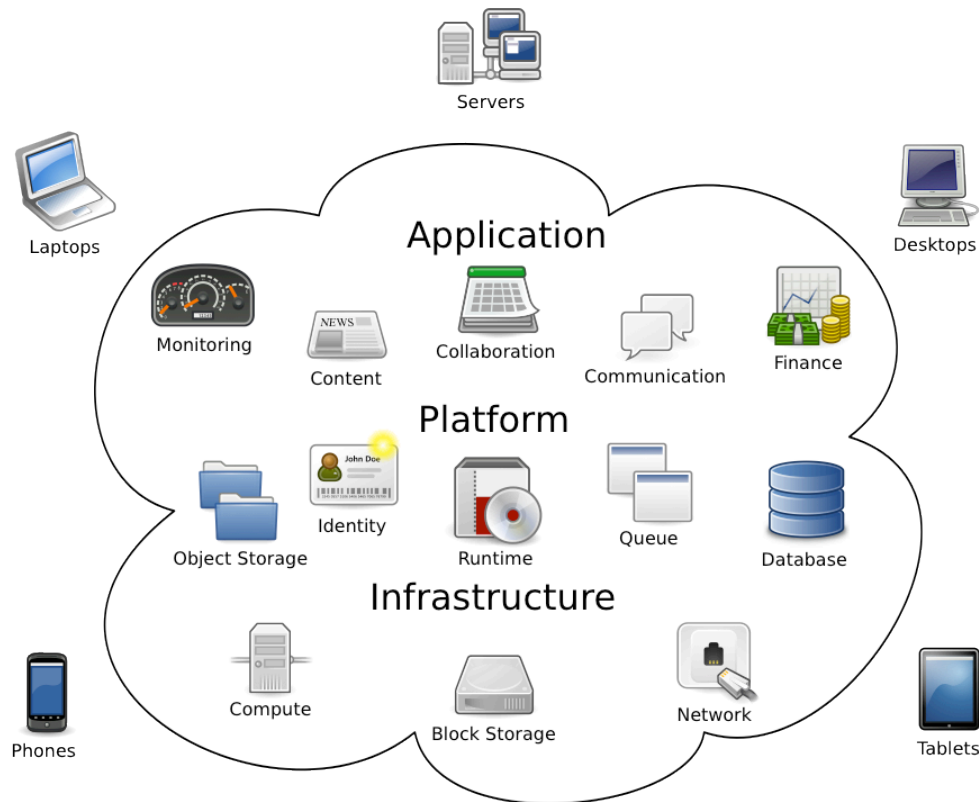 Servers
Laptops
Desktops
Application
Monitoring
NEWS
Content
Collaboration
Communication
Finance
Platform
John Doe
Object Storage
Identity
Runtime
Queue
Database
Infrastructure
Compute
Block Storage
Network
Phones
Tablets